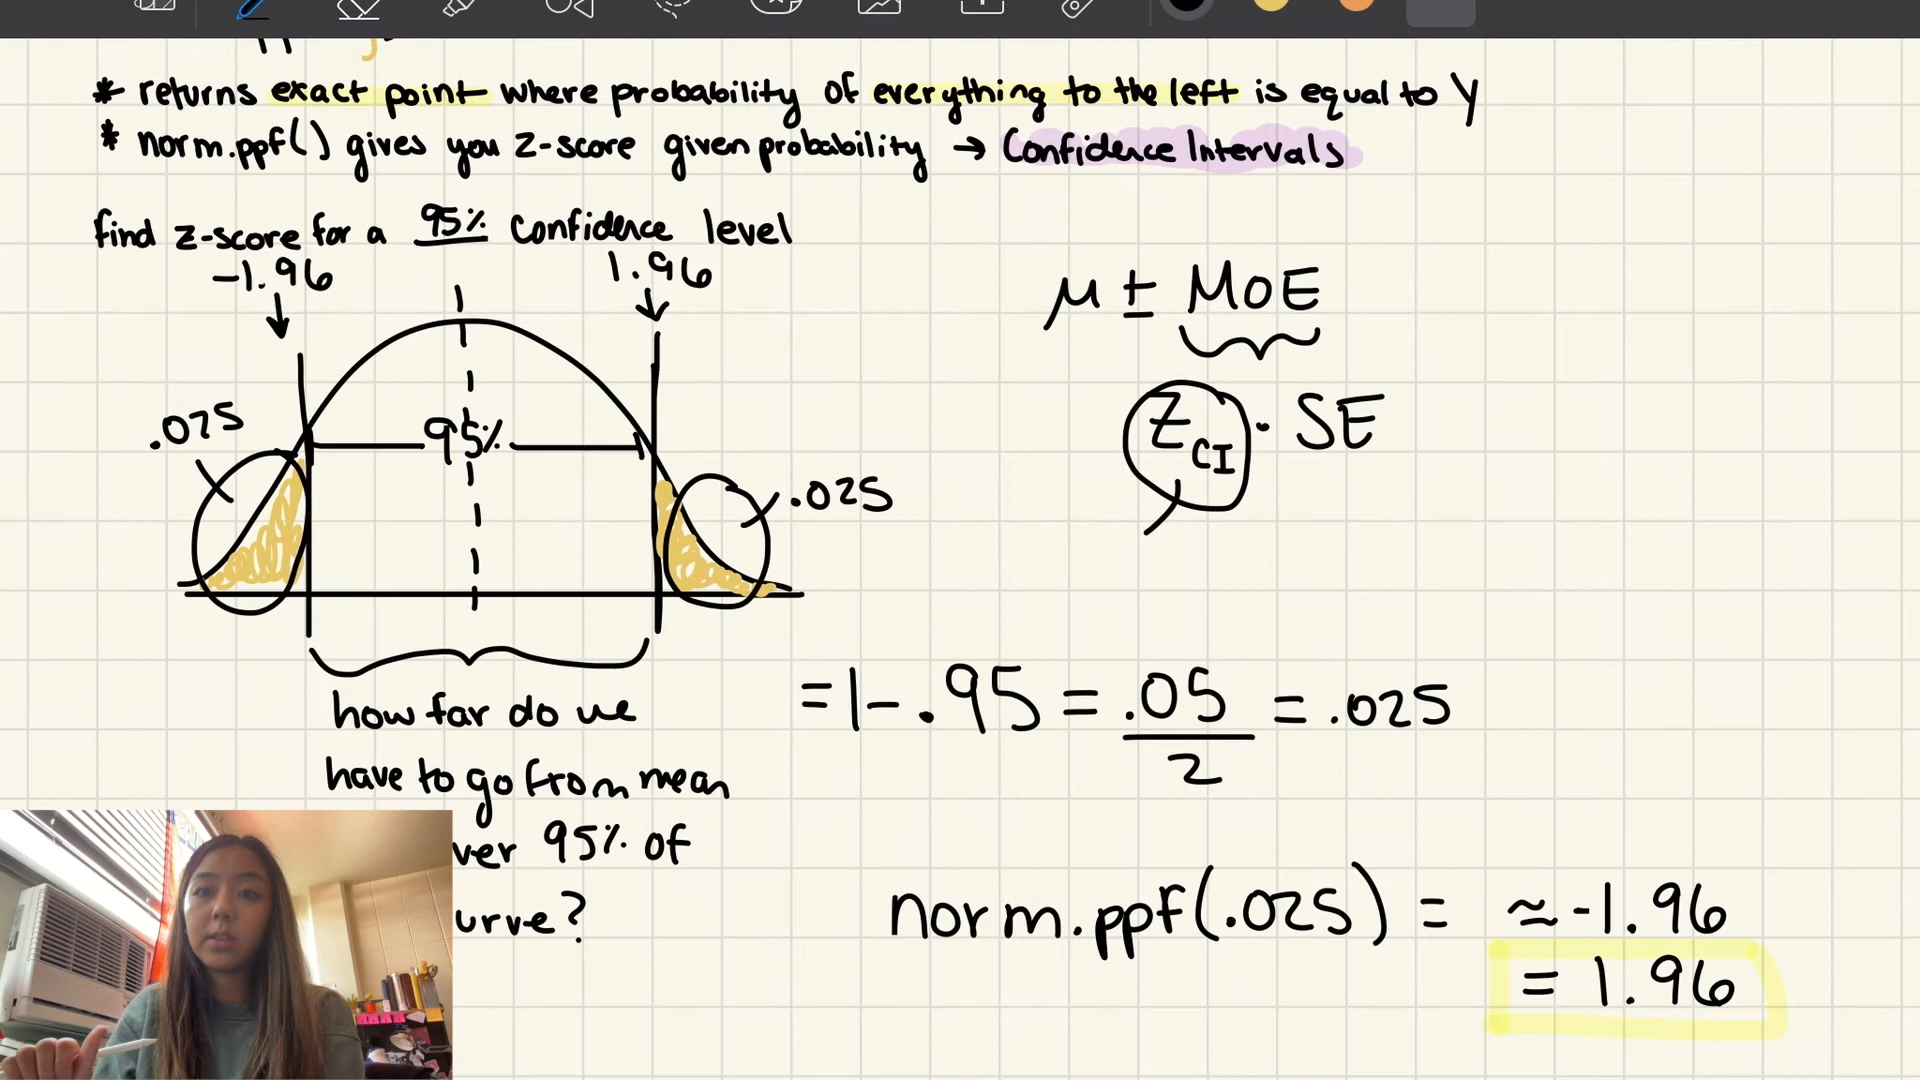 * returns exact point where probability of everything to the left is equal to Y
* norm.ppf() gives you z-score given probability → Confidence Intervals
find z-score for a 95% confidence level
-1.96
1.96
μ ± MOE
Z CI · SE
.025
95%
.025
= 1 - .95 = .05 / 2 = .025
how far do we
have to go from mean
ver 95% of
urve?
norm.ppf(.025) = ≈ -1.96
= 1.96